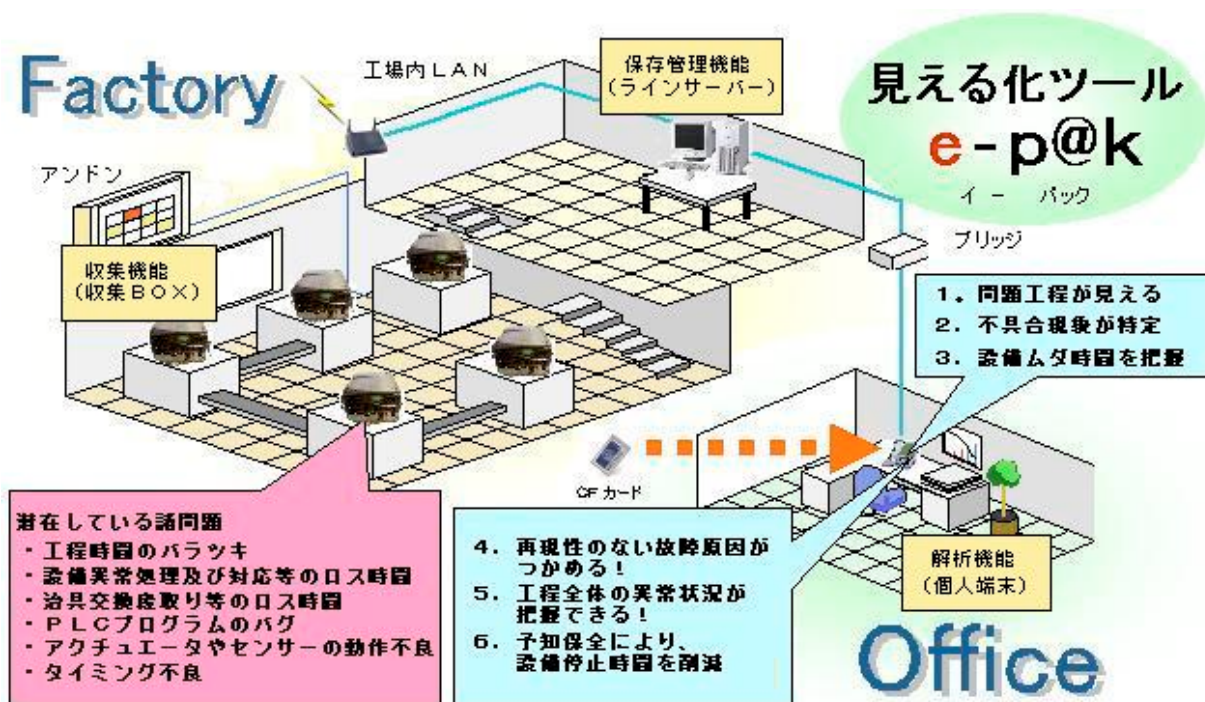 Factory
工場内LAN
保存管理機能
(ラインサーバー)
見える化ツール
e-p@k
イー パック
アンドン
収集機能
(収集BOX)
ブリッジ
1. 問題工程が見える
2. 不具合現後が特定
3. 設備ムダ時間を把握
CFカード
潜在している諸問題
・工程時間のバラツキ
・設備異常処理及び対応等のロス時間
・治具交換段取り等のロス時間
・PLCプログラムのバグ
・アクチュエータやセンサーの動作不良
・タイミング不良
4. 再現性のない故障原因が
つかめる!
5. 工程全体の異常状況が
把握できる!
6. 予知保全により、
設備停止時間を削減
解析機能
(個人端末)
Office